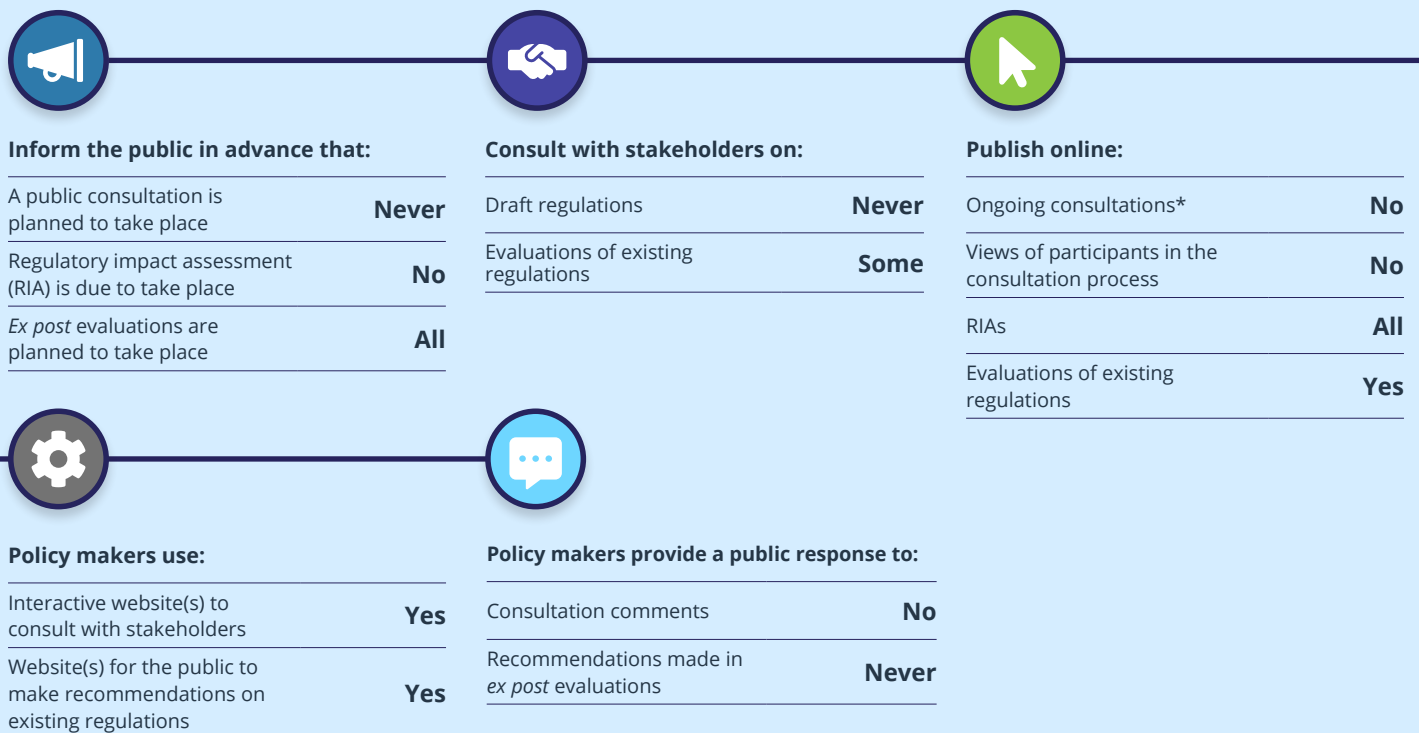 Inform the public in advance that:
A public consultation is
planned to take place
Never
Regulatory impact assessment
(RIA) is due to take place
No
Ex post evaluations are
planned to take place
All
Consult with stakeholders on:
Draft regulations
Never
Evaluations of existing
regulations
Some
Publish online:
Ongoing consultations*
No
Views of participants in the
consultation process
No
RIAs
All
Evaluations of existing
regulations
Yes
Policy makers use:
Interactive website(s) to
consult with stakeholders
Yes
Website(s) for the public to
make recommendations on
existing regulations
Yes
Policy makers provide a public response to:
Consultation comments
No
Recommendations made in
ex post evaluations
Never